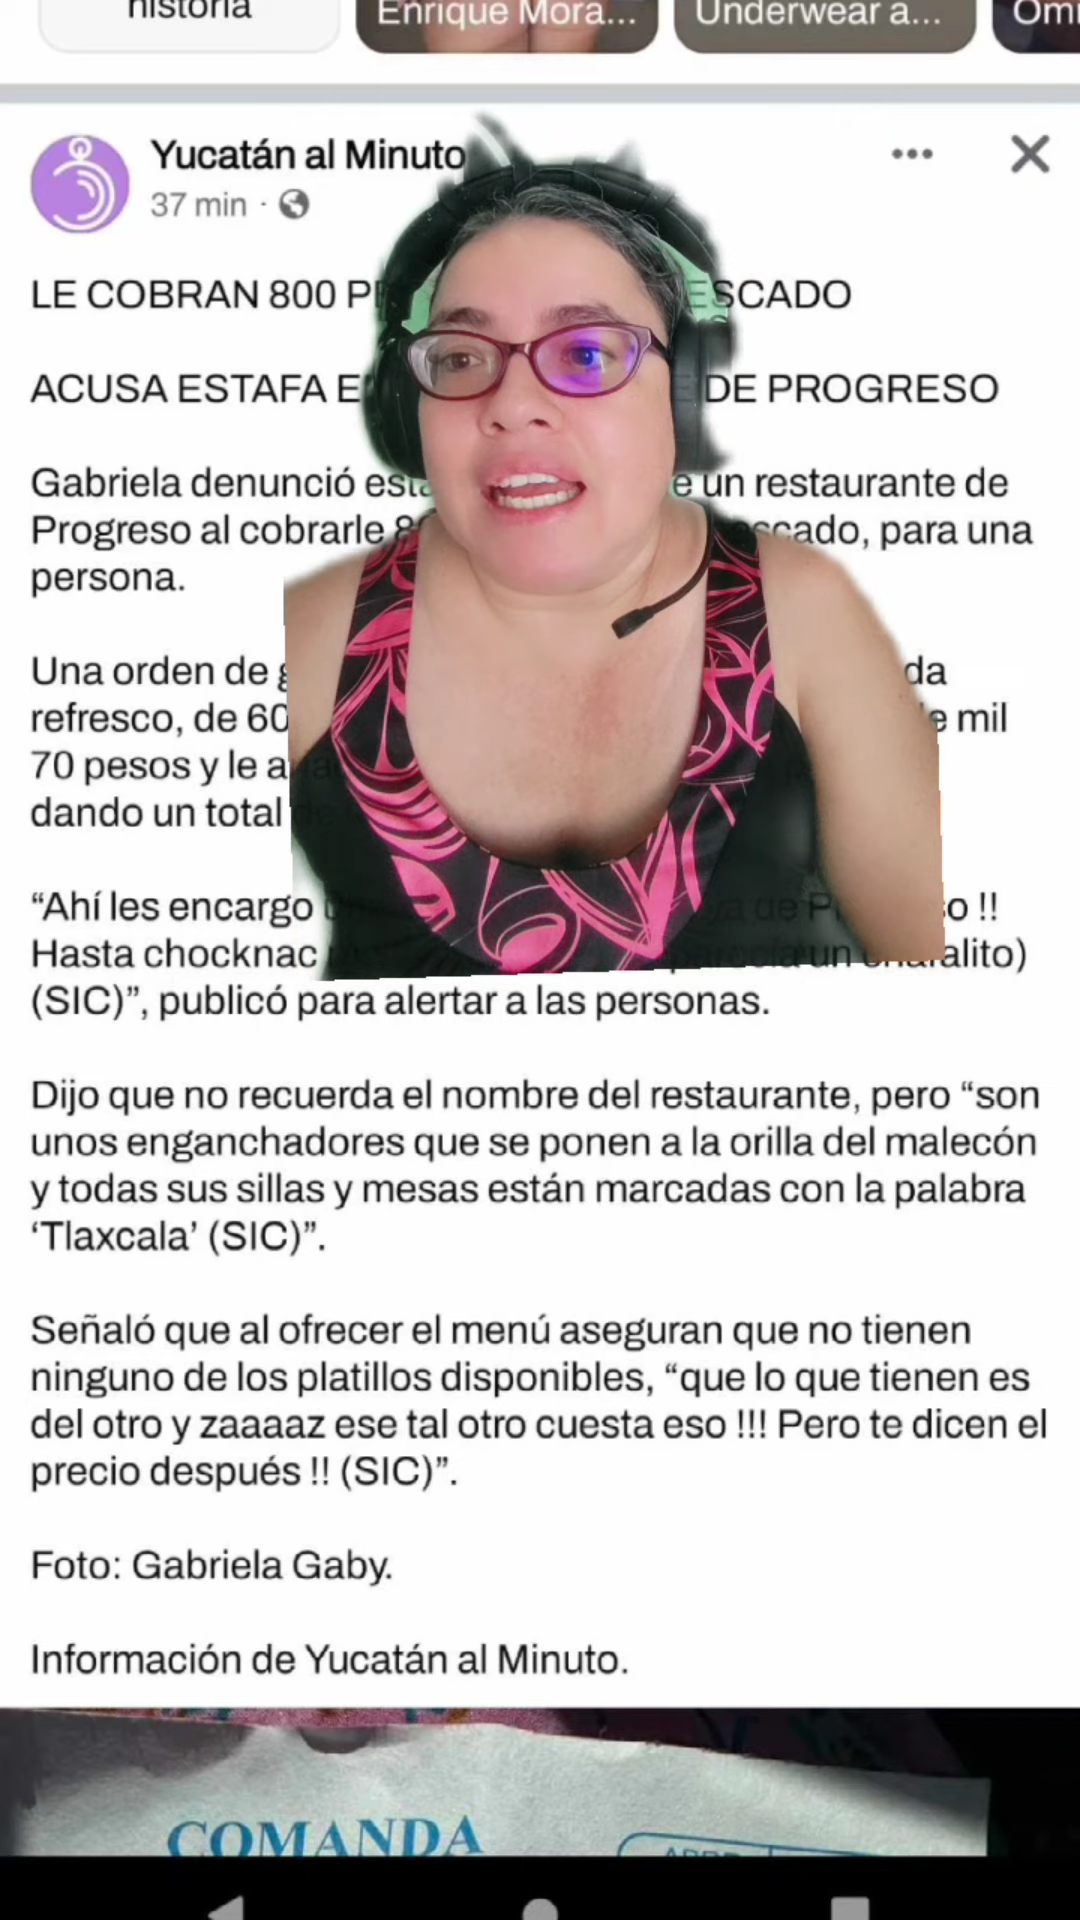 historia
Enrique Mora...
Underwear a...
Yucatán al Minuto
37 min
LE COBRAN 800 ESCADO
ACUSA ESTAFA DE PROGRESO
Gabriela denunció un restaurante de
Progreso al cobrarle para una
persona.
Una orden de
refresco, de 60 mil
70 pesos y le
dando un total
“Ahí les encargo !!
Hasta chocknac un
(SIC)”, publicó para alertar a las personas.
Dijo que no recuerda el nombre del restaurante, pero “son
unos enganchadores que se ponen a la orilla del malecón
y todas sus sillas y mesas están marcadas con la palabra
‘Tlaxcala’ (SIC)”.
Señaló que al ofrecer el menú aseguran que no tienen
ninguno de los platillos disponibles, “que lo que tienen es
del otro y zaaaaz ese tal otro cuesta eso !!! Pero te dicen el
precio después !! (SIC)”.
Foto: Gabriela Gaby.
Información de Yucatán al Minuto.
COMANDA